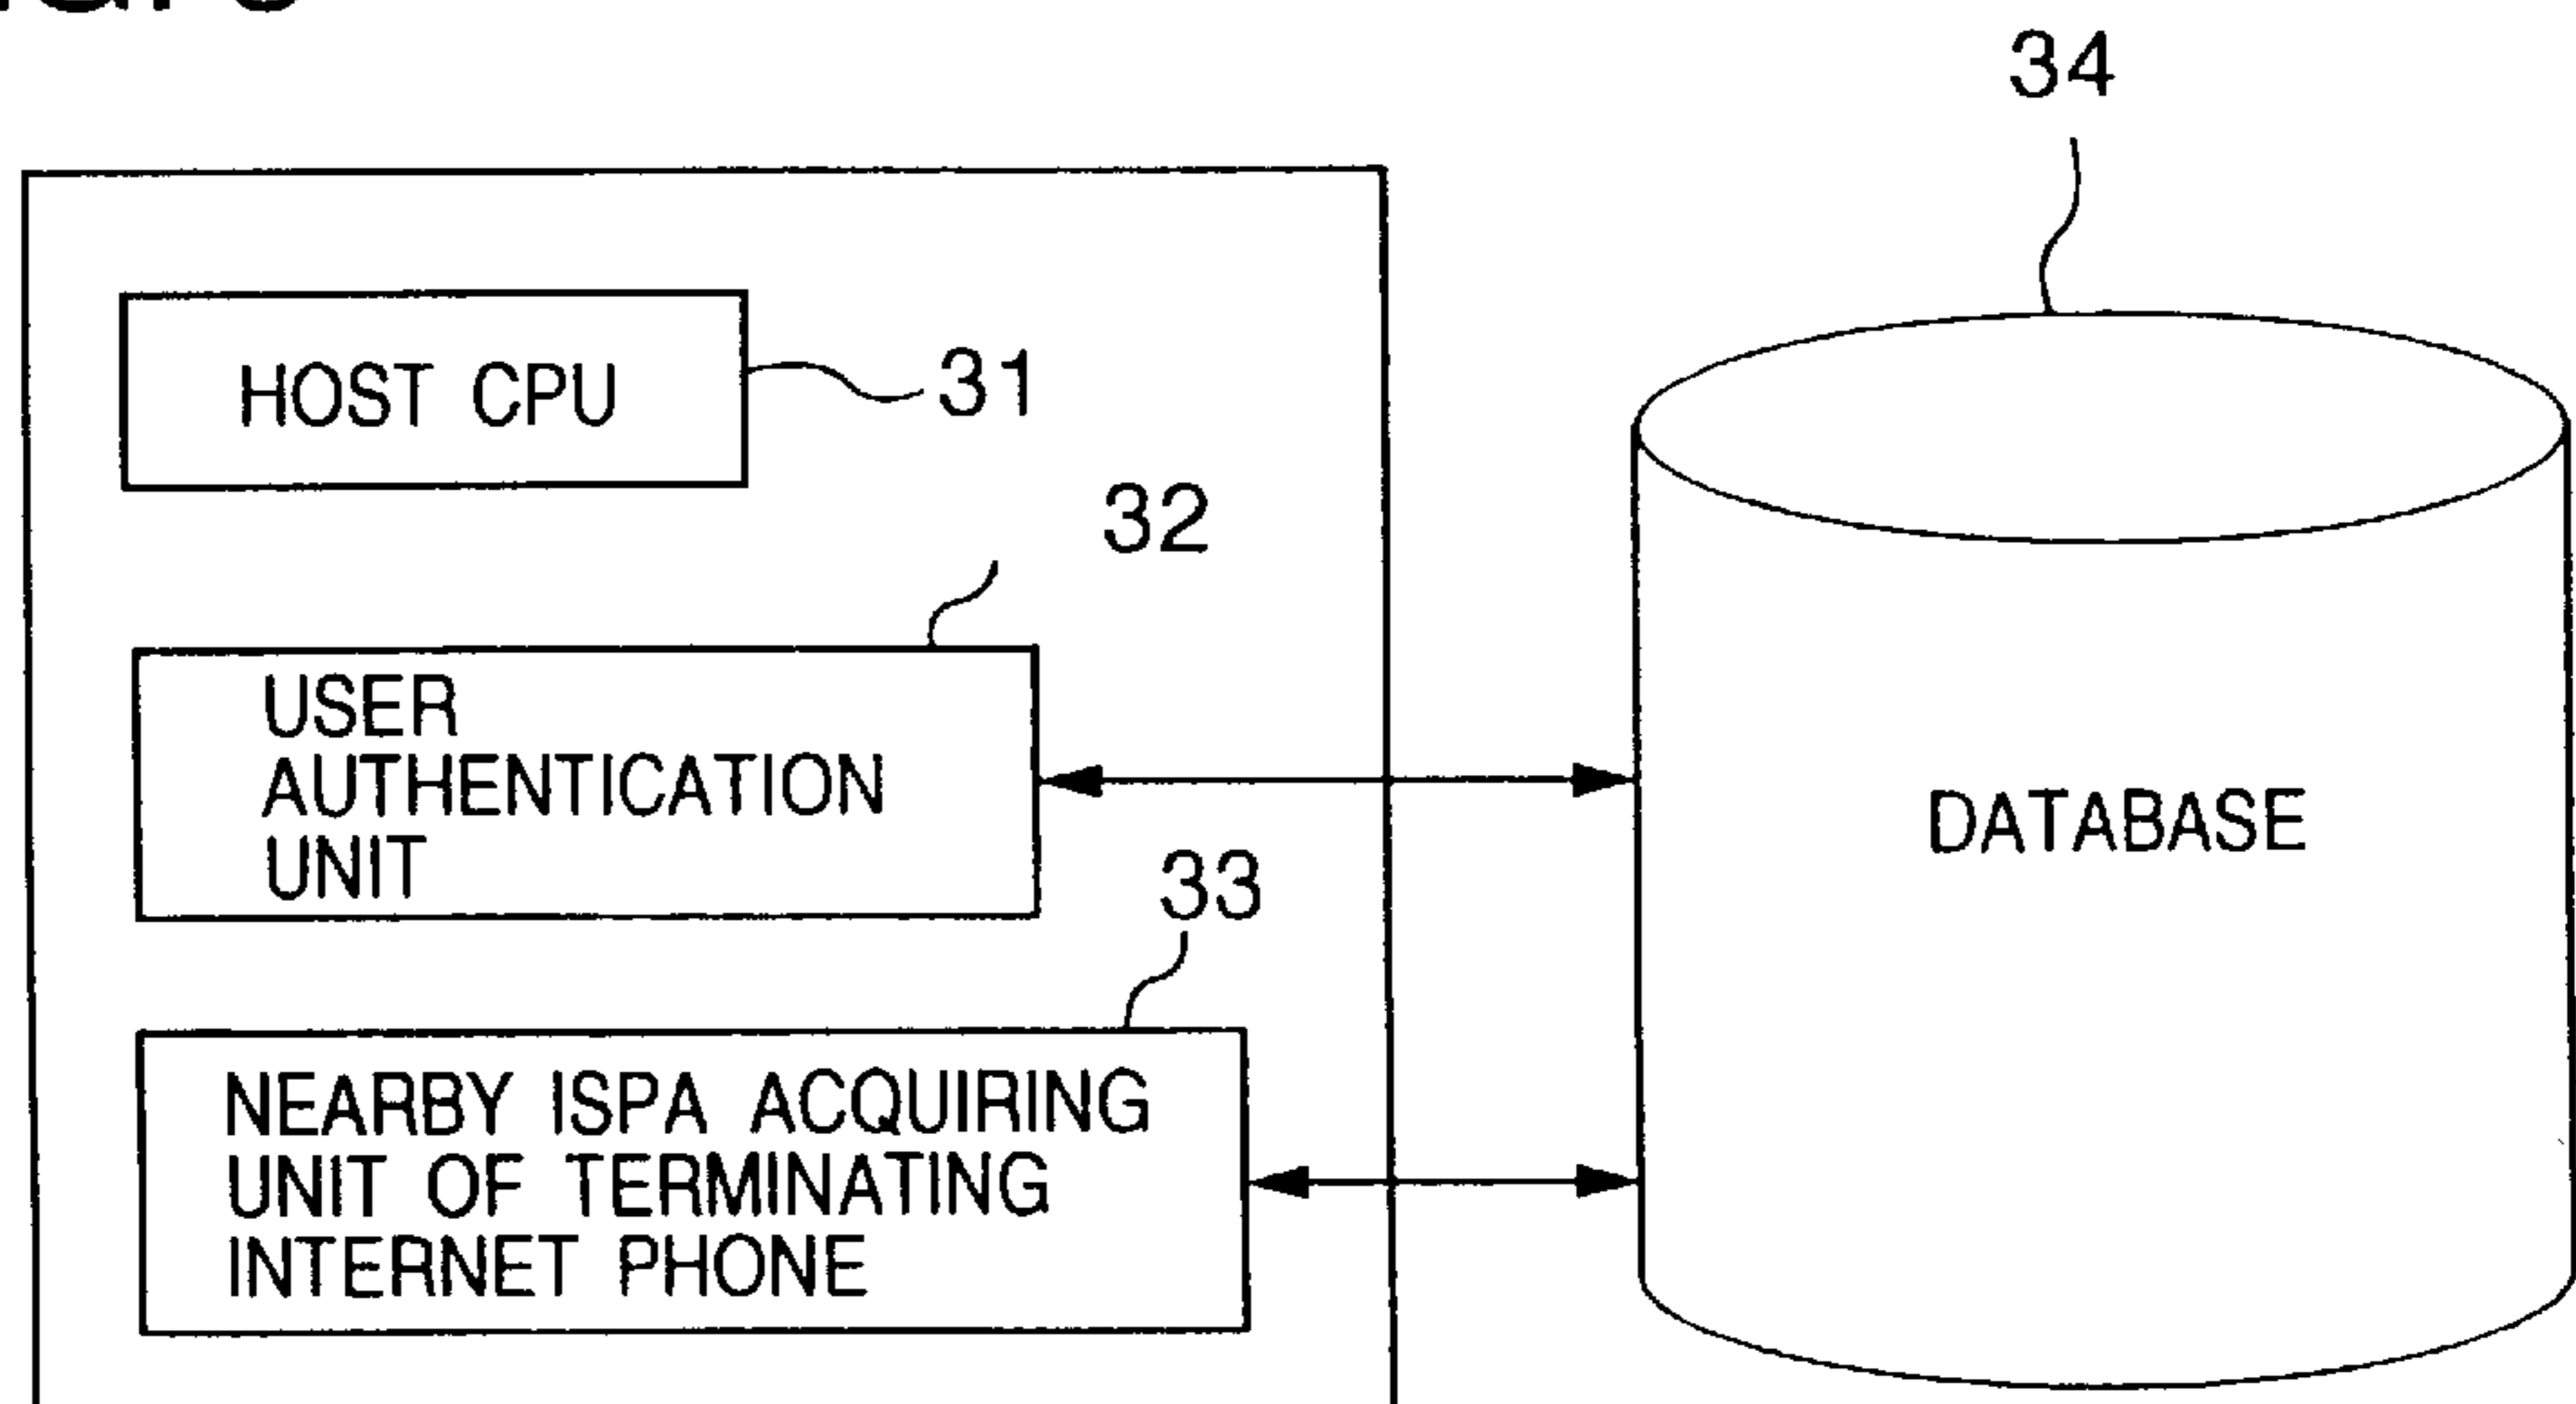 34
HOST CPU
31
32
USER
AUTHENTICATION
UNIT
33
DATABASE
NEARBY ISPA ACQUIRING
UNIT OF TERMINATING
INTERNET PHONE